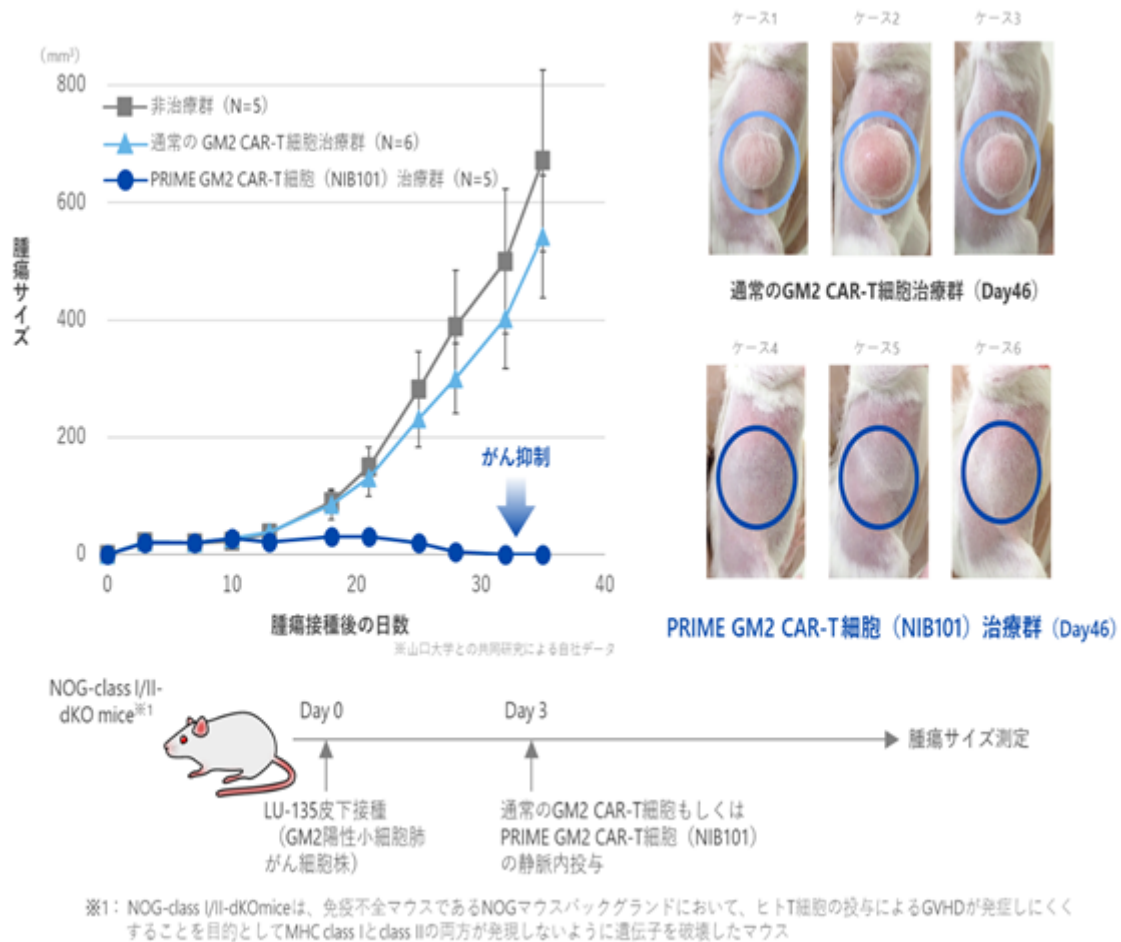 (mm³)
800
600
400
200
0
0
10
20
30
40
腫瘍サイズ
非治療群（N=5）
通常の GM2 CAR-T細胞治療群（N=6）
PRIME GM2 CAR-T細胞（NIB101）治療群（N=5）
がん抑制
腫瘍接種後の日数
※山口大学との共同研究による自社データ
ケース1
ケース2
ケース3
通常のGM2 CAR-T細胞治療群（Day46）
ケース4
ケース5
ケース6
PRIME GM2 CAR-T細胞（NIB101）治療群（Day46）
NOG-class I/II-
dKO mice※1
Day 0
Day 3
腫瘍サイズ測定
LU-135皮下接種
（GM2陽性小細胞肺
がん細胞株）
通常のGM2 CAR-T細胞もしくは
PRIME GM2 CAR-T細胞（NIB101）
の静脈内投与
※1： NOG-class I/II-dKOmiceは、免疫不全マウスであるNOGマウスバックグランドにおいて、ヒトT細胞の投与によるGVHDが発症しにくく
することを目的としてMHC class Iとclass IIの両方が発現しないように遺伝子を破壊したマウス